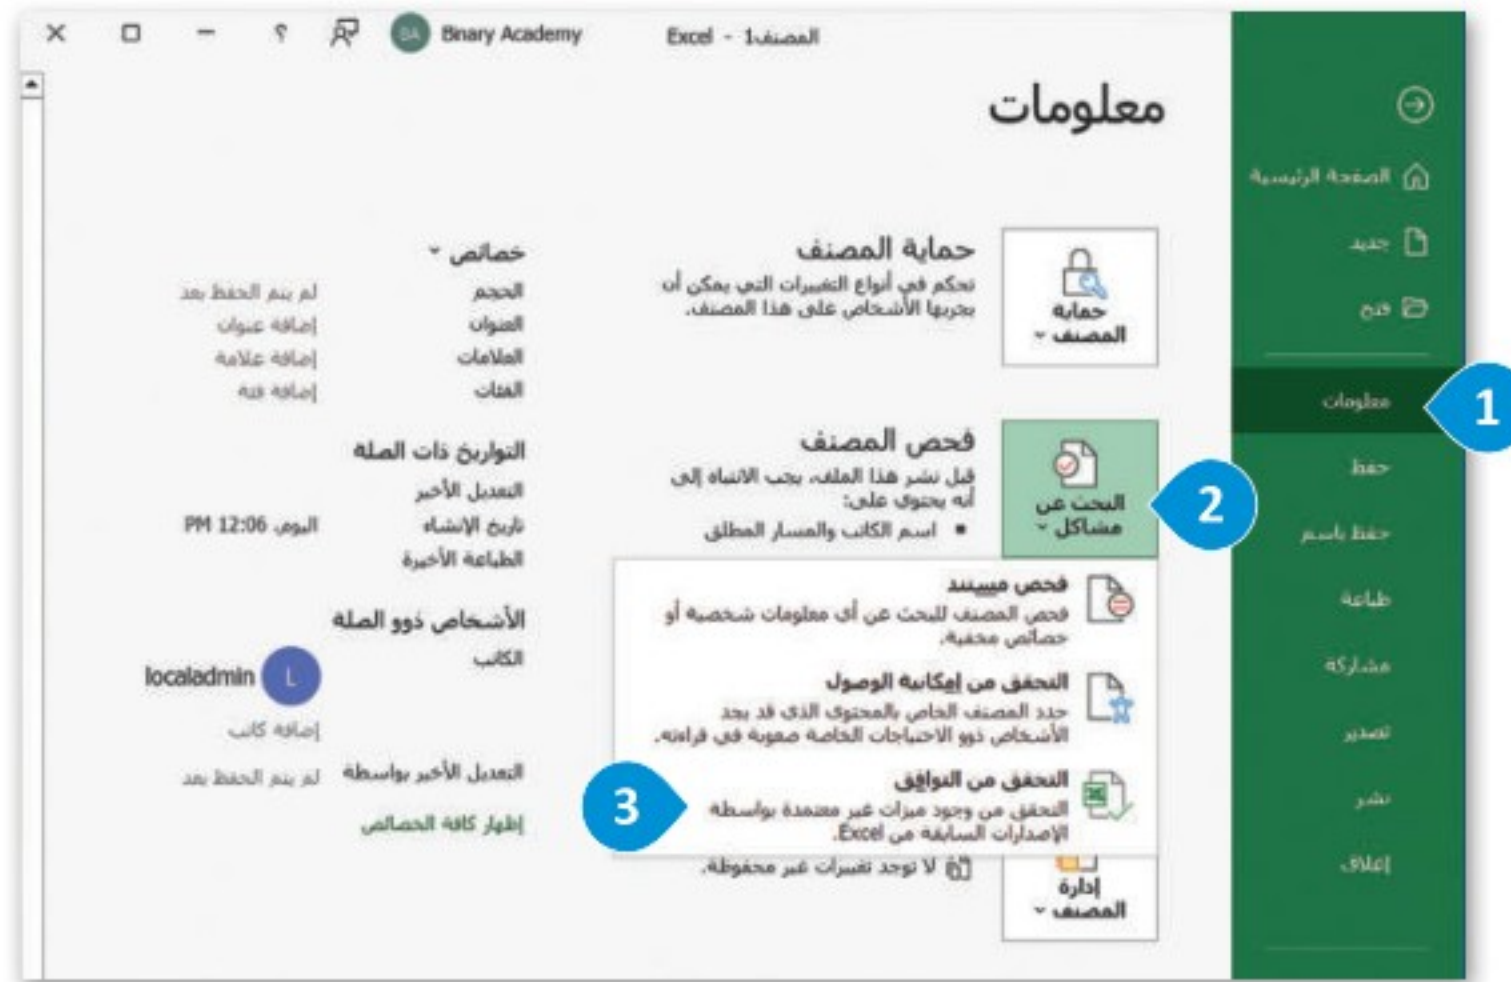 المصنف1 - Excel
Binary Academy
BA
؟
معلومات
الصفحة الرئيسية
جديد
فتح
معلومات
1
حفظ
حفظ باسم
طباعة
مشاركة
تصدير
نشر
إغلاق
حماية
المصنف
حماية المصنف
تحكم في أنواع التغييرات التي يمكن أن
يجريها الأشخاص على هذا المصنف.
البحث عن
مشاكل
2
فحص المصنف
قبل نشر هذا الملف، يجب الانتباه إلى
أنه يحتوي على:
▪ اسم الكاتب والمسار المطلق
فحص مستند
فحص المصنف للبحث عن أي معلومات شخصية أو
خصائص مخفية.
التحقق من إمكانية الوصول
حدد المصنف الخاص بالمحتوى الذي قد يجد
الأشخاص ذوو الاحتياجات الخاصة صعوبة في قراءته.
التحقق من التوافق
التحقق من وجود ميزات غير معتمدة بواسطة
الإصدارات السابقة من Excel.
3
إدارة
المصنف
لا توجد تغييرات غير محفوظة.
خصائص
الحجم لم يتم الحفظ بعد
العنوان إضافة عنوان
العلامات إضافة علامة
الفئات إضافة فئة
التواريخ ذات الصلة
التعديل الأخير
تاريخ الإنشاء اليوم، 12:06 PM
الطباعة الأخيرة
الأشخاص ذوو الصلة
الكاتب
L localadmin
إضافة كاتب
التعديل الأخير بواسطة لم يتم الحفظ بعد
إظهار كافة الخصائص